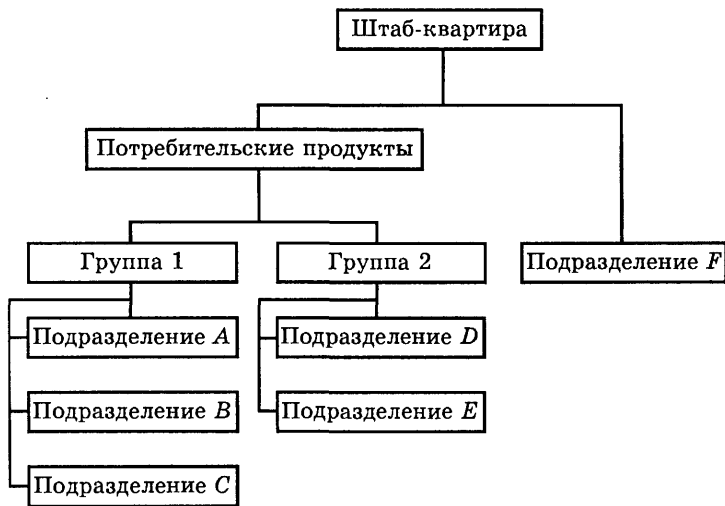 Штаб-квартира
Потребительские продукты
Группа 1
Группа 2
Подразделение F
Подразделение A
Подразделение D
Подразделение B
Подразделение E
Подразделение C